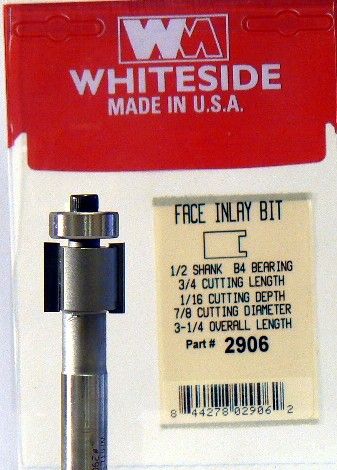 WM
WHITESIDE
MADE IN U.S.A.
FACE INLAY BIT
1/2 SHANK B4 BEARING
3/4 CUTTING LENGTH
1/16 CUTTING DEPTH
7/8 CUTTING DIAMETER
3-1/4 OVERALL LENGTH
Part # 2906
8 44278 02906 2